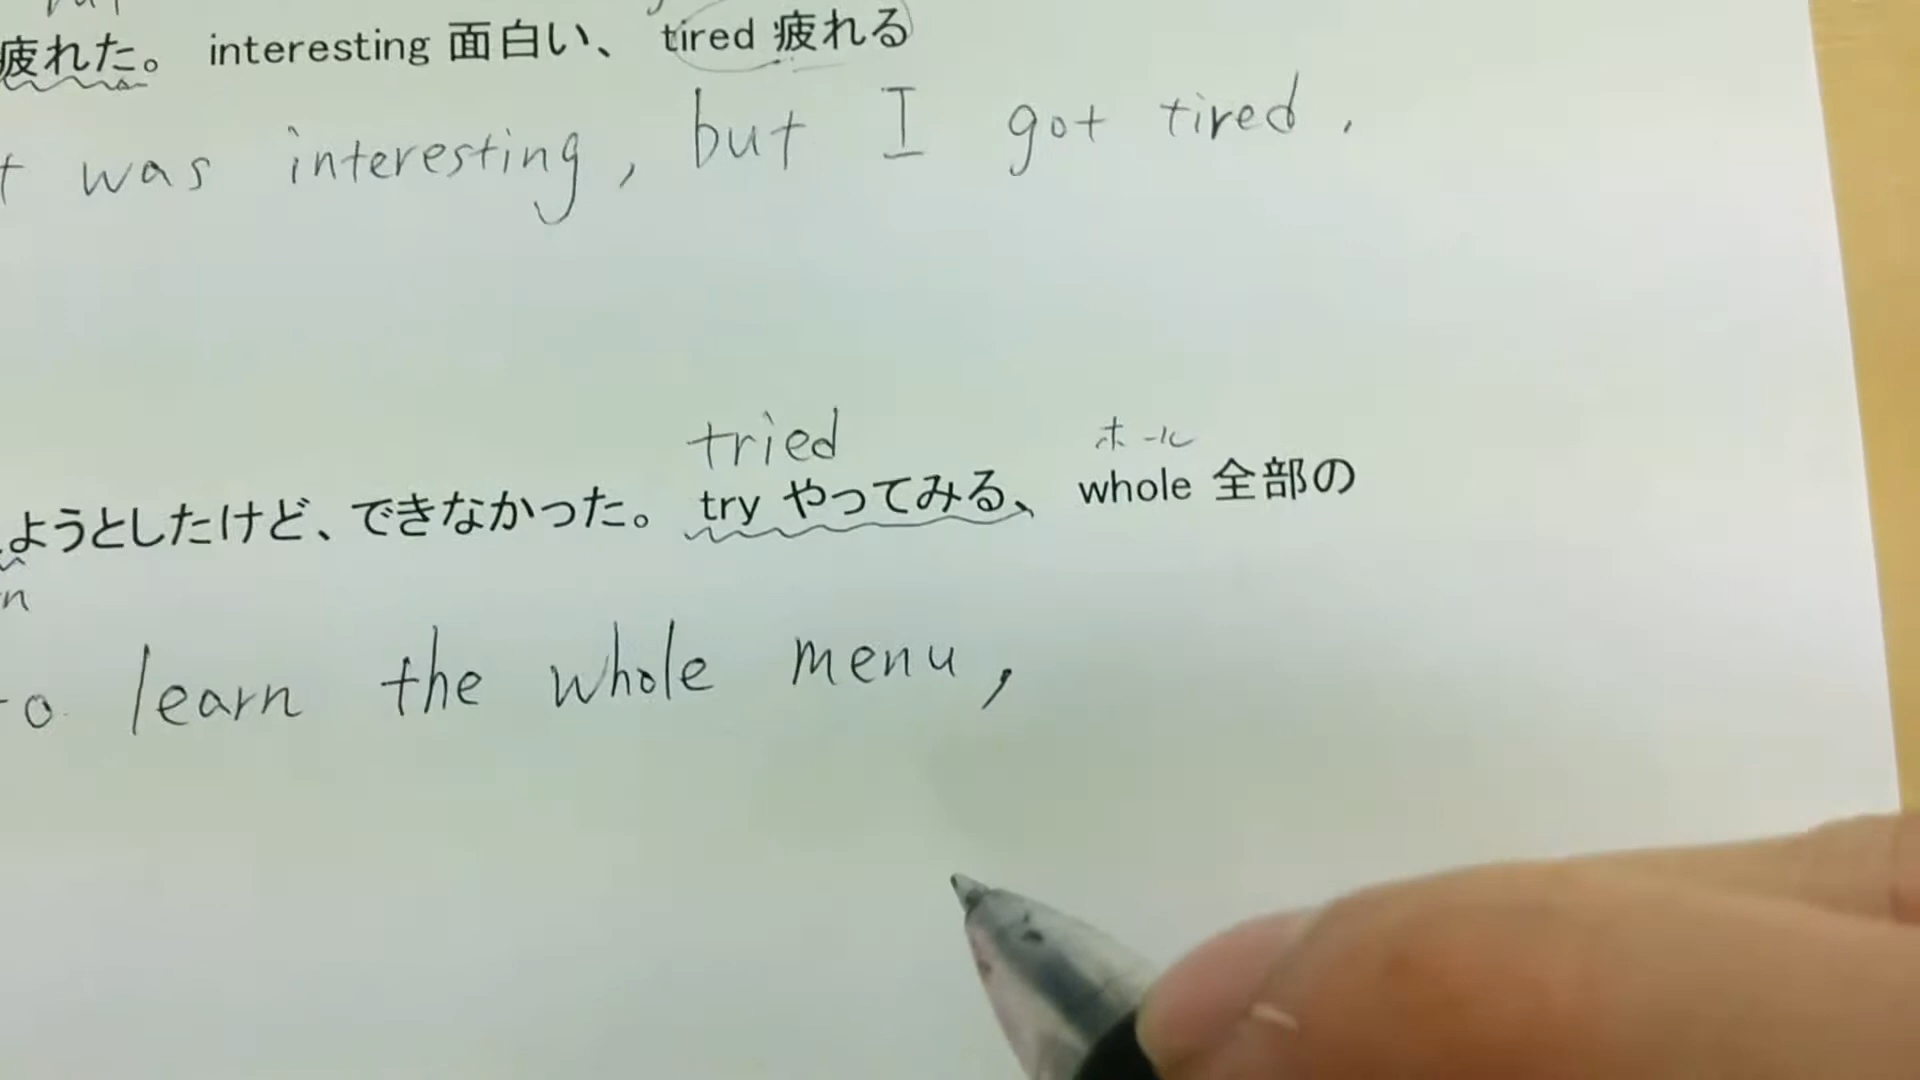 疲れた。 interesting 面白い、 tired 疲れる
was interesting, but I got tired.
tried ホール
ようとしたけど、できなかった。 try やってみる、 whole 全部の
n
o learn the whole menu,